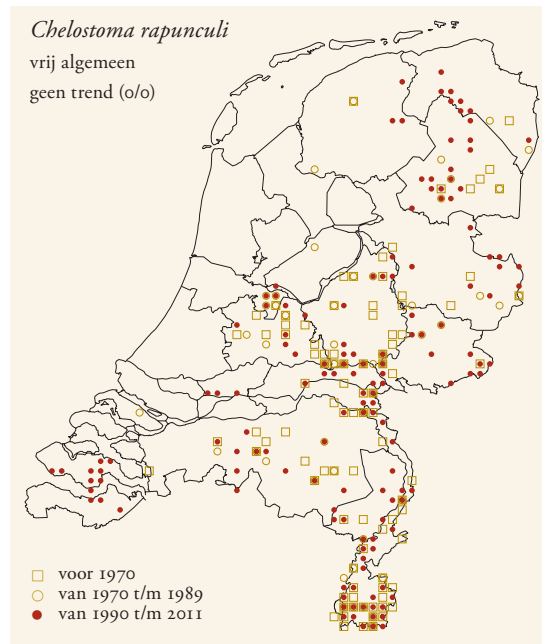 Chelostoma rapunculi
vrij algemeen
geen trend (0/0)
voor 1970
van 1970 t/m 1989
van 1990 t/m 2011